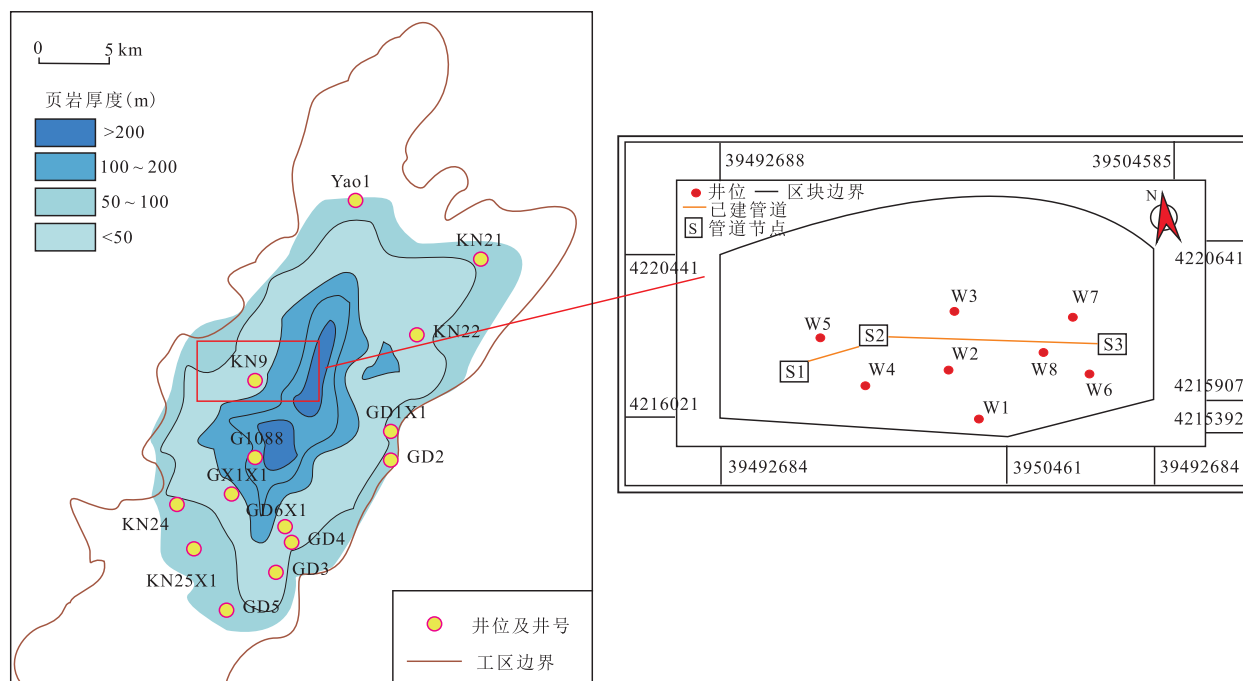 0 5 km
页岩厚度(m)
>200
100~200
50~100
<50
Yao1
KN21
KN22
KN9
GD1X1
G1088
GD2
GX1X1
GD6X1
KN24
GD4
GD3
KN25X1
GD5
井位及井号
工区边界
39492688
39504585
井位
区块边界
已建管道
S
管道节点
N
4220441
4220641
W3
W7
W5
S2
S3
W2
S1
W4
W8
W6
4215907
W1
4216021
4215392
39492684
3950461
39492684